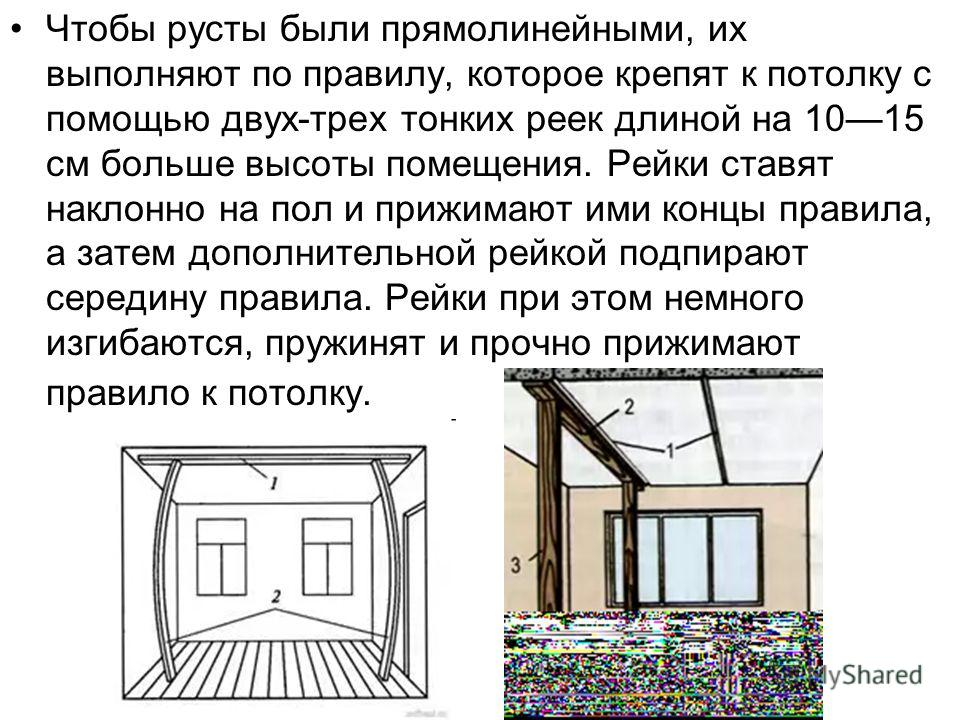 • Чтобы русты были прямолинейными, их
выполняют по правилу, которое крепят к потолку с
помощью двух-трех тонких реек длиной на 10—15
см больше высоты помещения. Рейки ставят
наклонно на пол и прижимают ими концы правила,
а затем дополнительной рейкой подпирают
середину правила. Рейки при этом немного
изгибаются, пружинят и прочно прижимают
правило к потолку.
-
1
2
2
1
3
MyShared